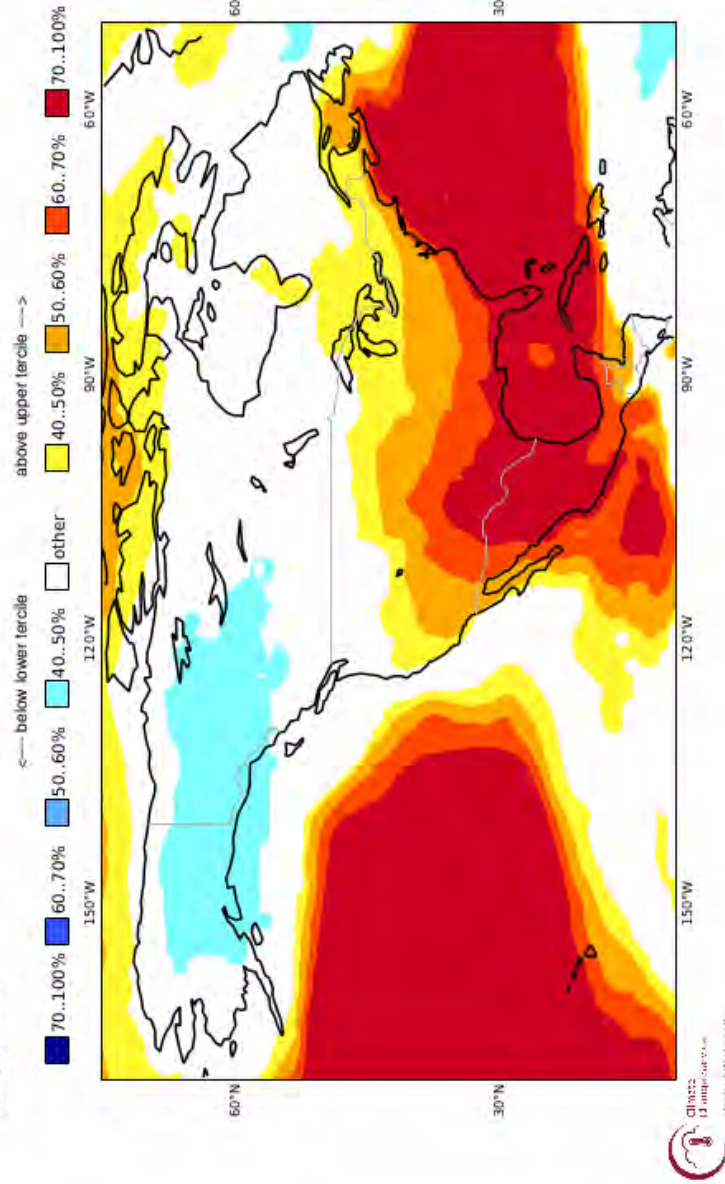 <---- below lower tercile
above upper tercile ---->
70..100%
60..70%
50..60%
40..50%
other
40..50%
50..60%
60..70%
70..100%
60°N
30°N
60
30
150°W
120°W
90°W
60°W
Climate